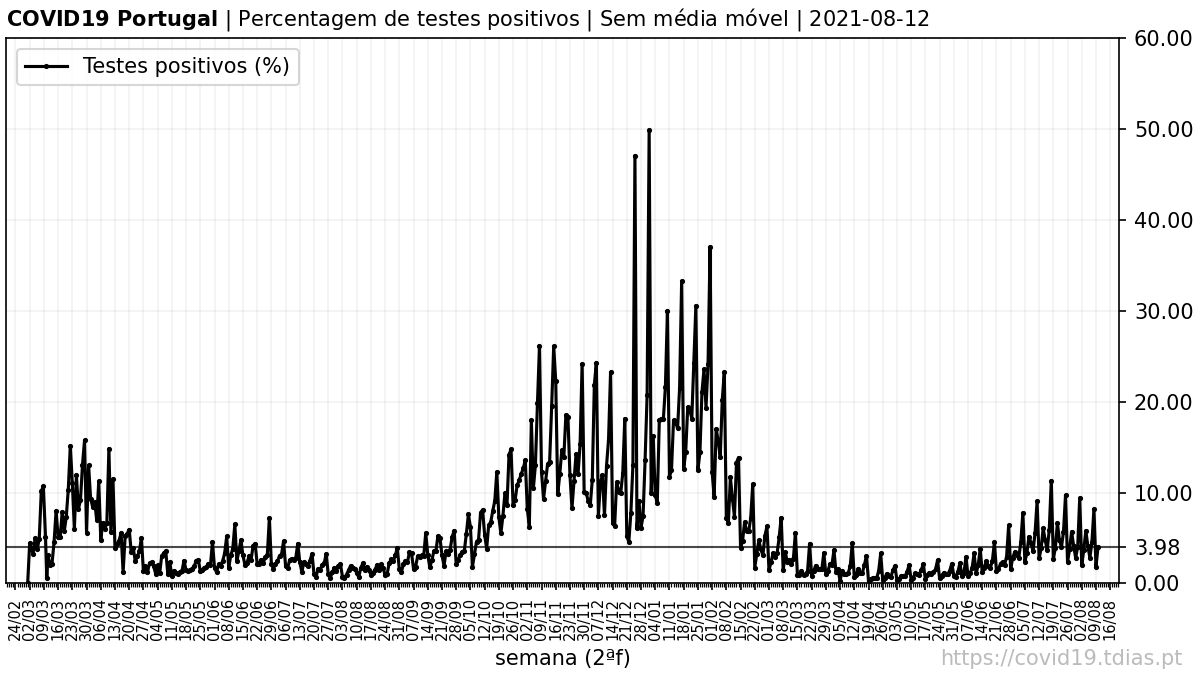 COVID19 Portugal | Percentagem de testes positivos | Sem média móvel | 2021-08-12
Testes positivos (%)
60.00
50.00
40.00
30.00
20.00
10.00
3.98
0.00
24/02 02/03 09/03 16/03 23/03 30/03 06/04 13/04 20/04 27/04 04/05 11/05 18/05 25/05 01/06 08/06 15/06 22/06 29/06 06/07 13/07 20/07 27/07 03/08 10/08 17/08 24/08 31/08 07/09 14/09 21/09 28/09 05/10 12/10 19/10 26/10 02/11 09/11 16/11 23/11 30/11 07/12 14/12 21/12 28/12 04/01 11/01 18/01 25/01 01/02 08/02 15/02 22/02 01/03 08/03 15/03 22/03 29/03 05/04 12/04 19/04 26/04 03/05 10/05 17/05 24/05 31/05 07/06 14/06 21/06 28/06 05/07 12/07 19/07 26/07 02/08 09/08 16/08
semana (2ªf)
https://covid19.tdias.pt